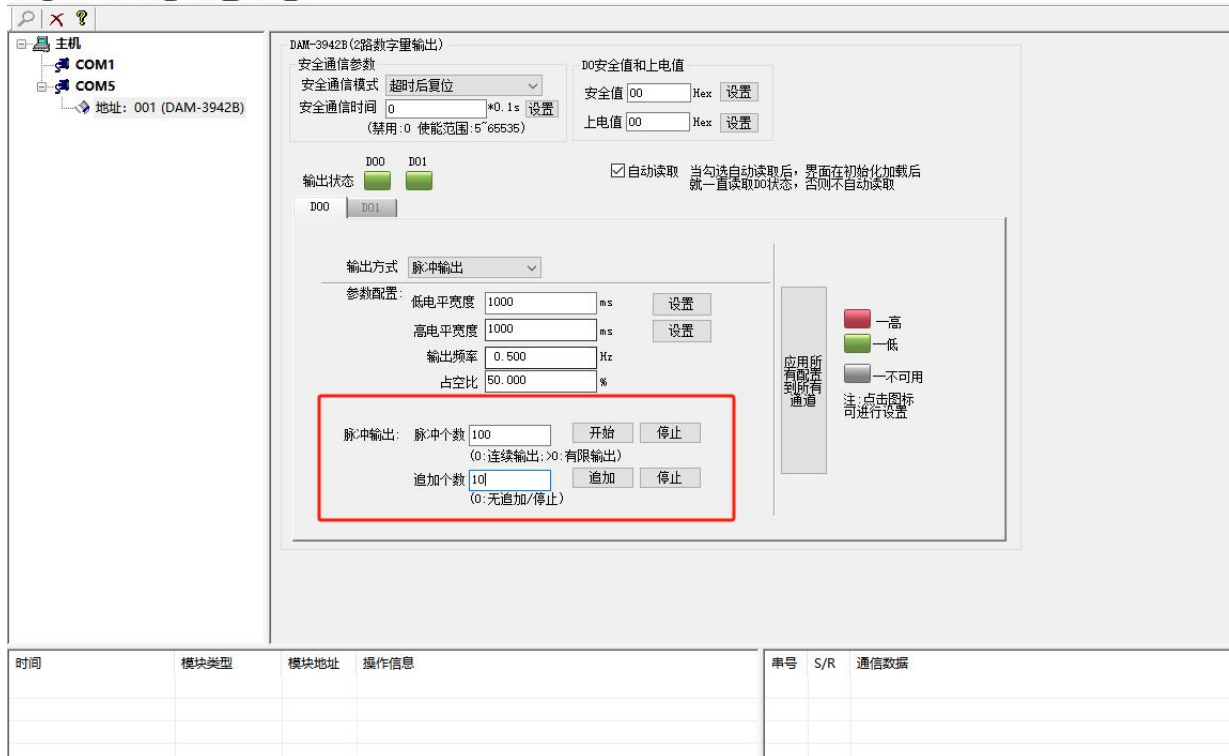 主机
COM1
COM5
地址: 001 (DAM-3942B)
DAM-3942B(2路数字量输出)
安全通信参数
安全通信模式 超时后复位
安全通信时间 0 *0.1s 设置
(禁用:0 使能范围:5~65535)
DO安全值和上电值
安全值 00 Hex 设置
上电值 00 Hex 设置
DO0 DO1
输出状态
自动读取 当勾选自动读取后，界面在初始化加载后
就一直读取DO状态，否则不自动读取
DO0 DO1
输出方式 脉冲输出
参数配置:
低电平宽度 1000 ms 设置
高电平宽度 1000 ms 设置
输出频率 0.500 Hz
占空比 50.000 %
脉冲输出: 脉冲个数 100 开始 停止
(0:连续输出;>0:有限输出)
追加个数 10 追加 停止
(0:无追加/停止)
应用所
有配置
到所有
通道
—高
—低
—不可用
注:点击图标
可进行设置
时间 模块类型 模块地址 操作信息
串号 S/R 通信数据